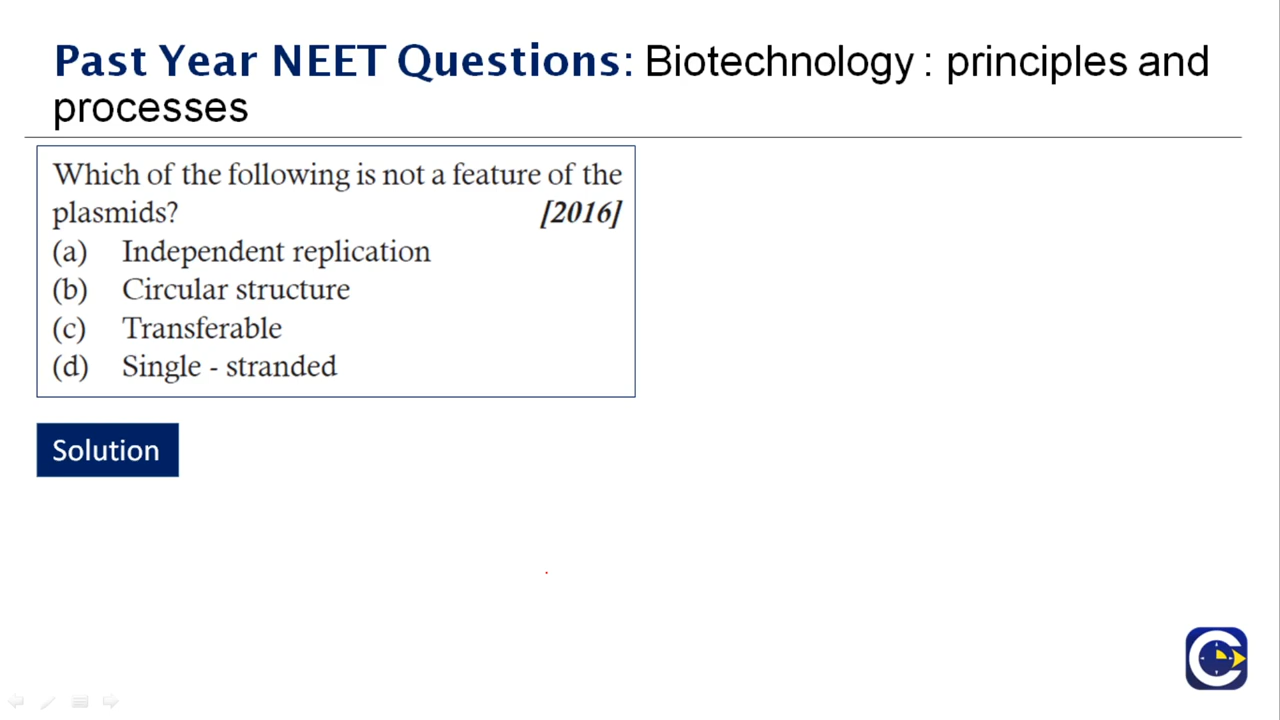 Past Year NEET Questions: Biotechnology : principles and
processes
Which of the following is not a feature of the
plasmids? [2016]
(a) Independent replication
(b) Circular structure
(c) Transferable
(d) Single - stranded
Solution